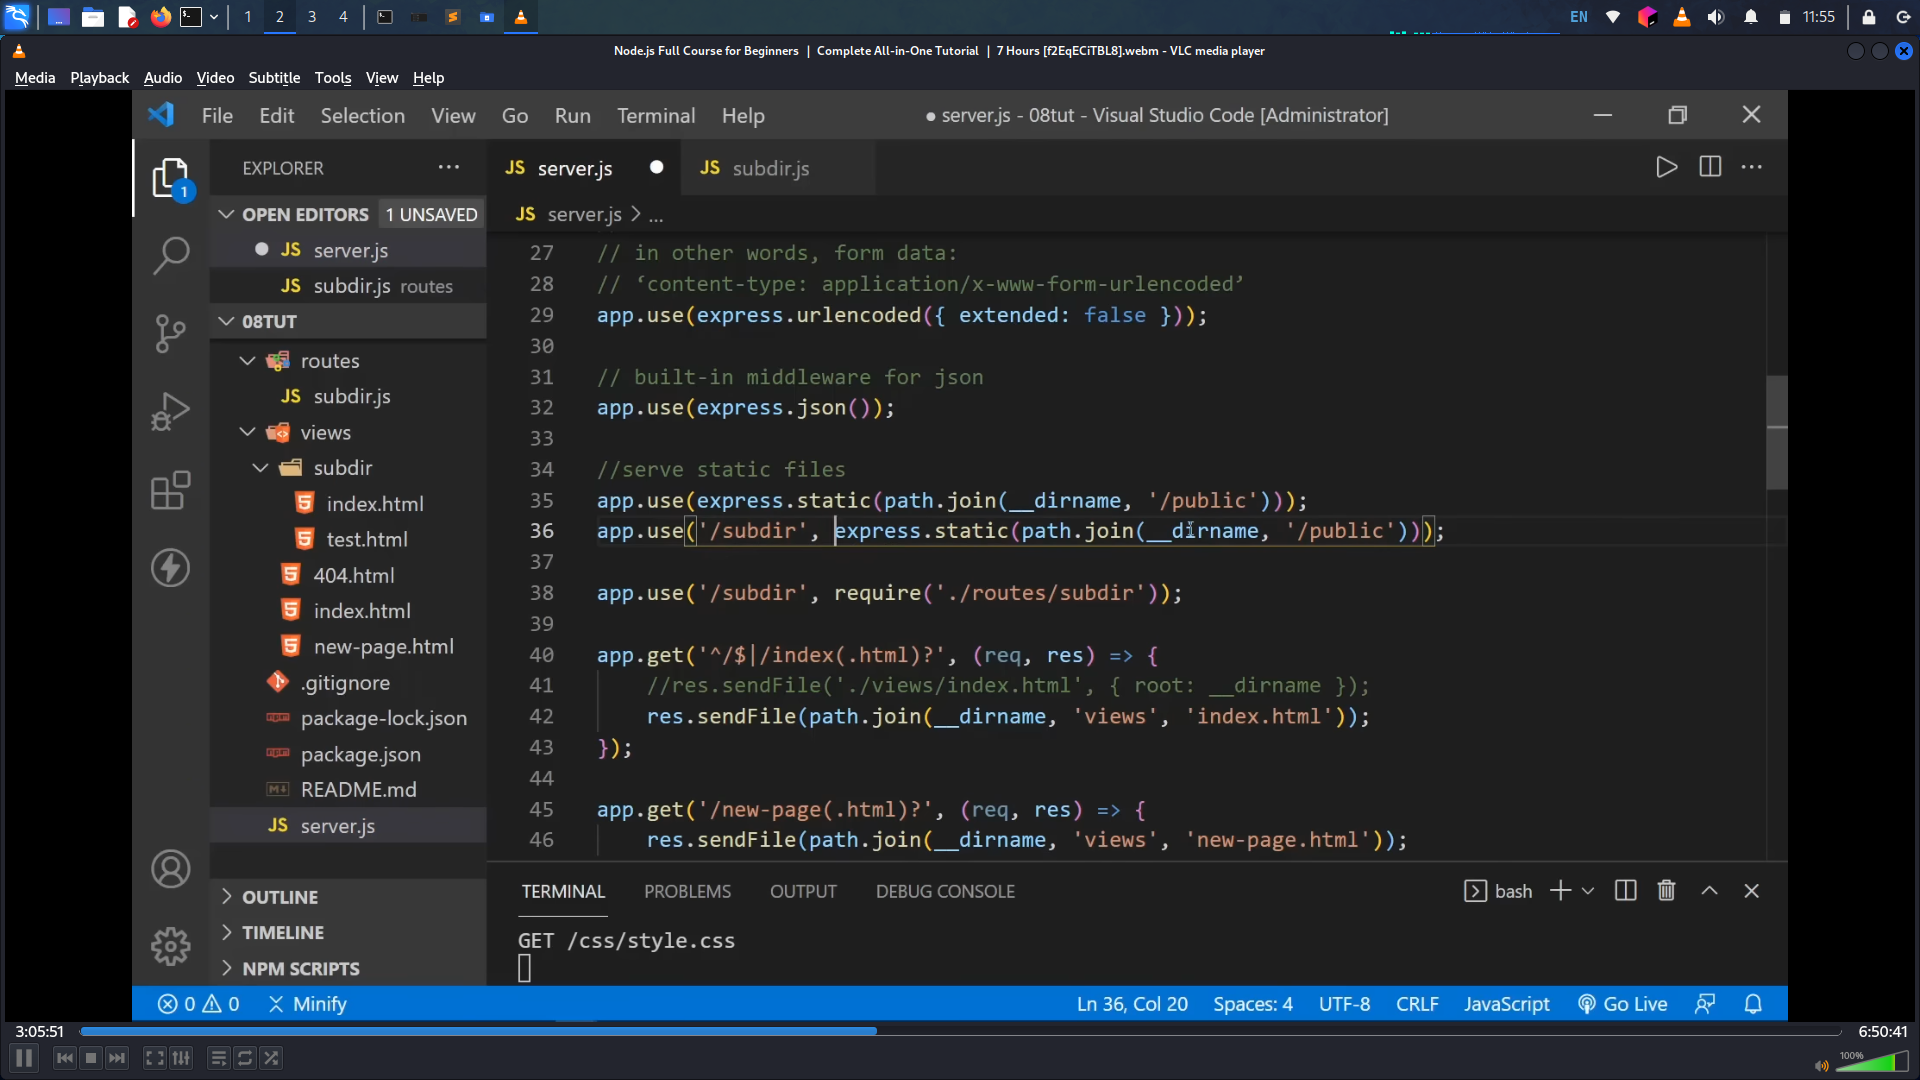 1 2 3 4 EN 11:55
Node.js Full Course for Beginners | Complete All-in-One Tutorial | 7 Hours [f2EqECiTBL8].webm - VLC media player
Media Playback Audio Video Subtitle Tools View Help
File Edit Selection View Go Run Terminal Help ● server.js - 08tut - Visual Studio Code [Administrator]
EXPLORER ···
JS server.js ● JS subdir.js
1
OPEN EDITORS 1 UNSAVED
JS server.js > ...
● JS server.js
JS subdir.js routes
08TUT
routes
JS subdir.js
views
subdir
index.html
test.html
404.html
index.html
new-page.html
.gitignore
package-lock.json
package.json
README.md
JS server.js
OUTLINE
TIMELINE
NPM SCRIPTS
27 // in other words, form data:
28 // ‘content-type: application/x-www-form-urlencoded’
29 app.use(express.urlencoded({ extended: false }));
30
31 // built-in middleware for json
32 app.use(express.json());
33
34 //serve static files
35 app.use(express.static(path.join(__dirname, '/public')));
36 app.use('/subdir', express.static(path.join(__dirname, '/public')));
37
38 app.use('/subdir', require('./routes/subdir'));
39
40 app.get('^/$|/index(.html)?', (req, res) => {
41 //res.sendFile('./views/index.html', { root: __dirname });
42 res.sendFile(path.join(__dirname, 'views', 'index.html'));
43 });
44
45 app.get('/new-page(.html)?', (req, res) => {
46 res.sendFile(path.join(__dirname, 'views', 'new-page.html'));
TERMINAL PROBLEMS OUTPUT DEBUG CONSOLE bash
GET /css/style.css
0 0 Minify Ln 36, Col 20 Spaces: 4 UTF-8 CRLF JavaScript Go Live
3:05:51 6:50:41
100%